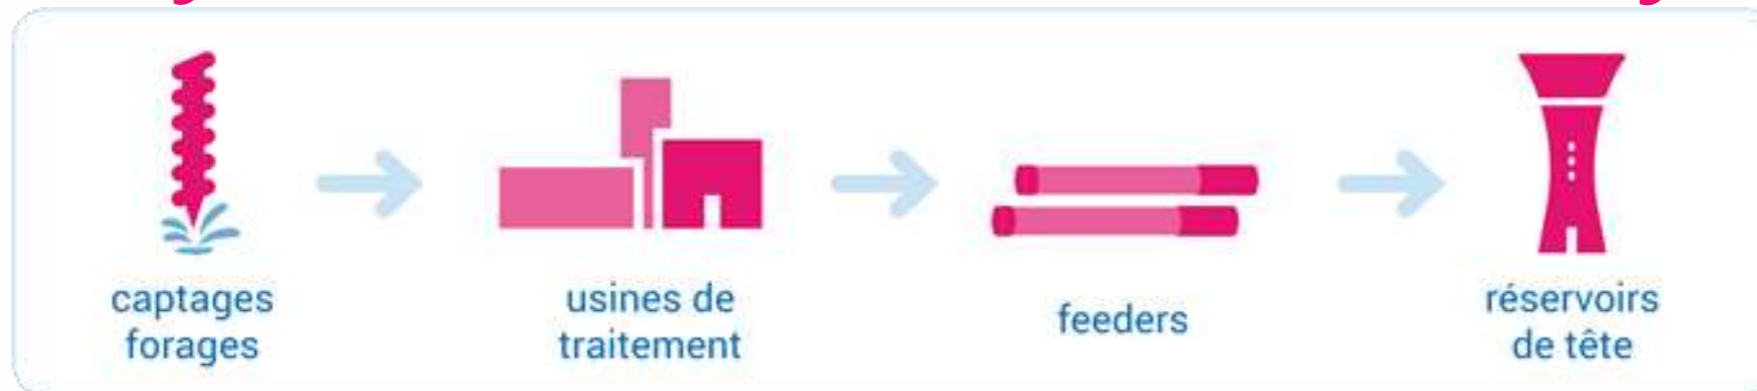 captages
forages
usines de
traitement
feeders
réservoirs
de tête